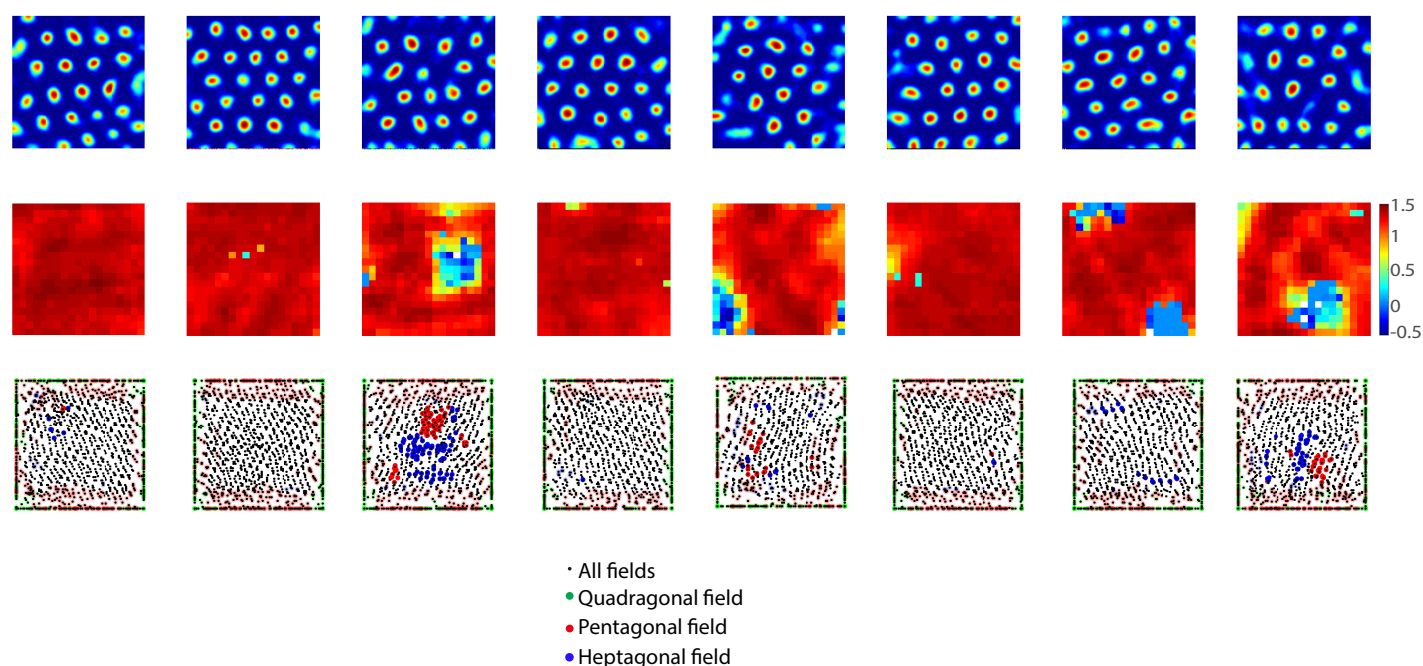 1.5
1
0.5
0
-0.5
· All fields
Quadragonal field
Pentagonal field
Heptagonal field